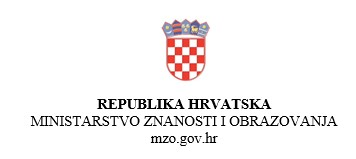 REPUBLIKA HRVATSKA
MINISTARSTVO ZNANOSTI I OBRAZOVANJA
mzo.gov.hr